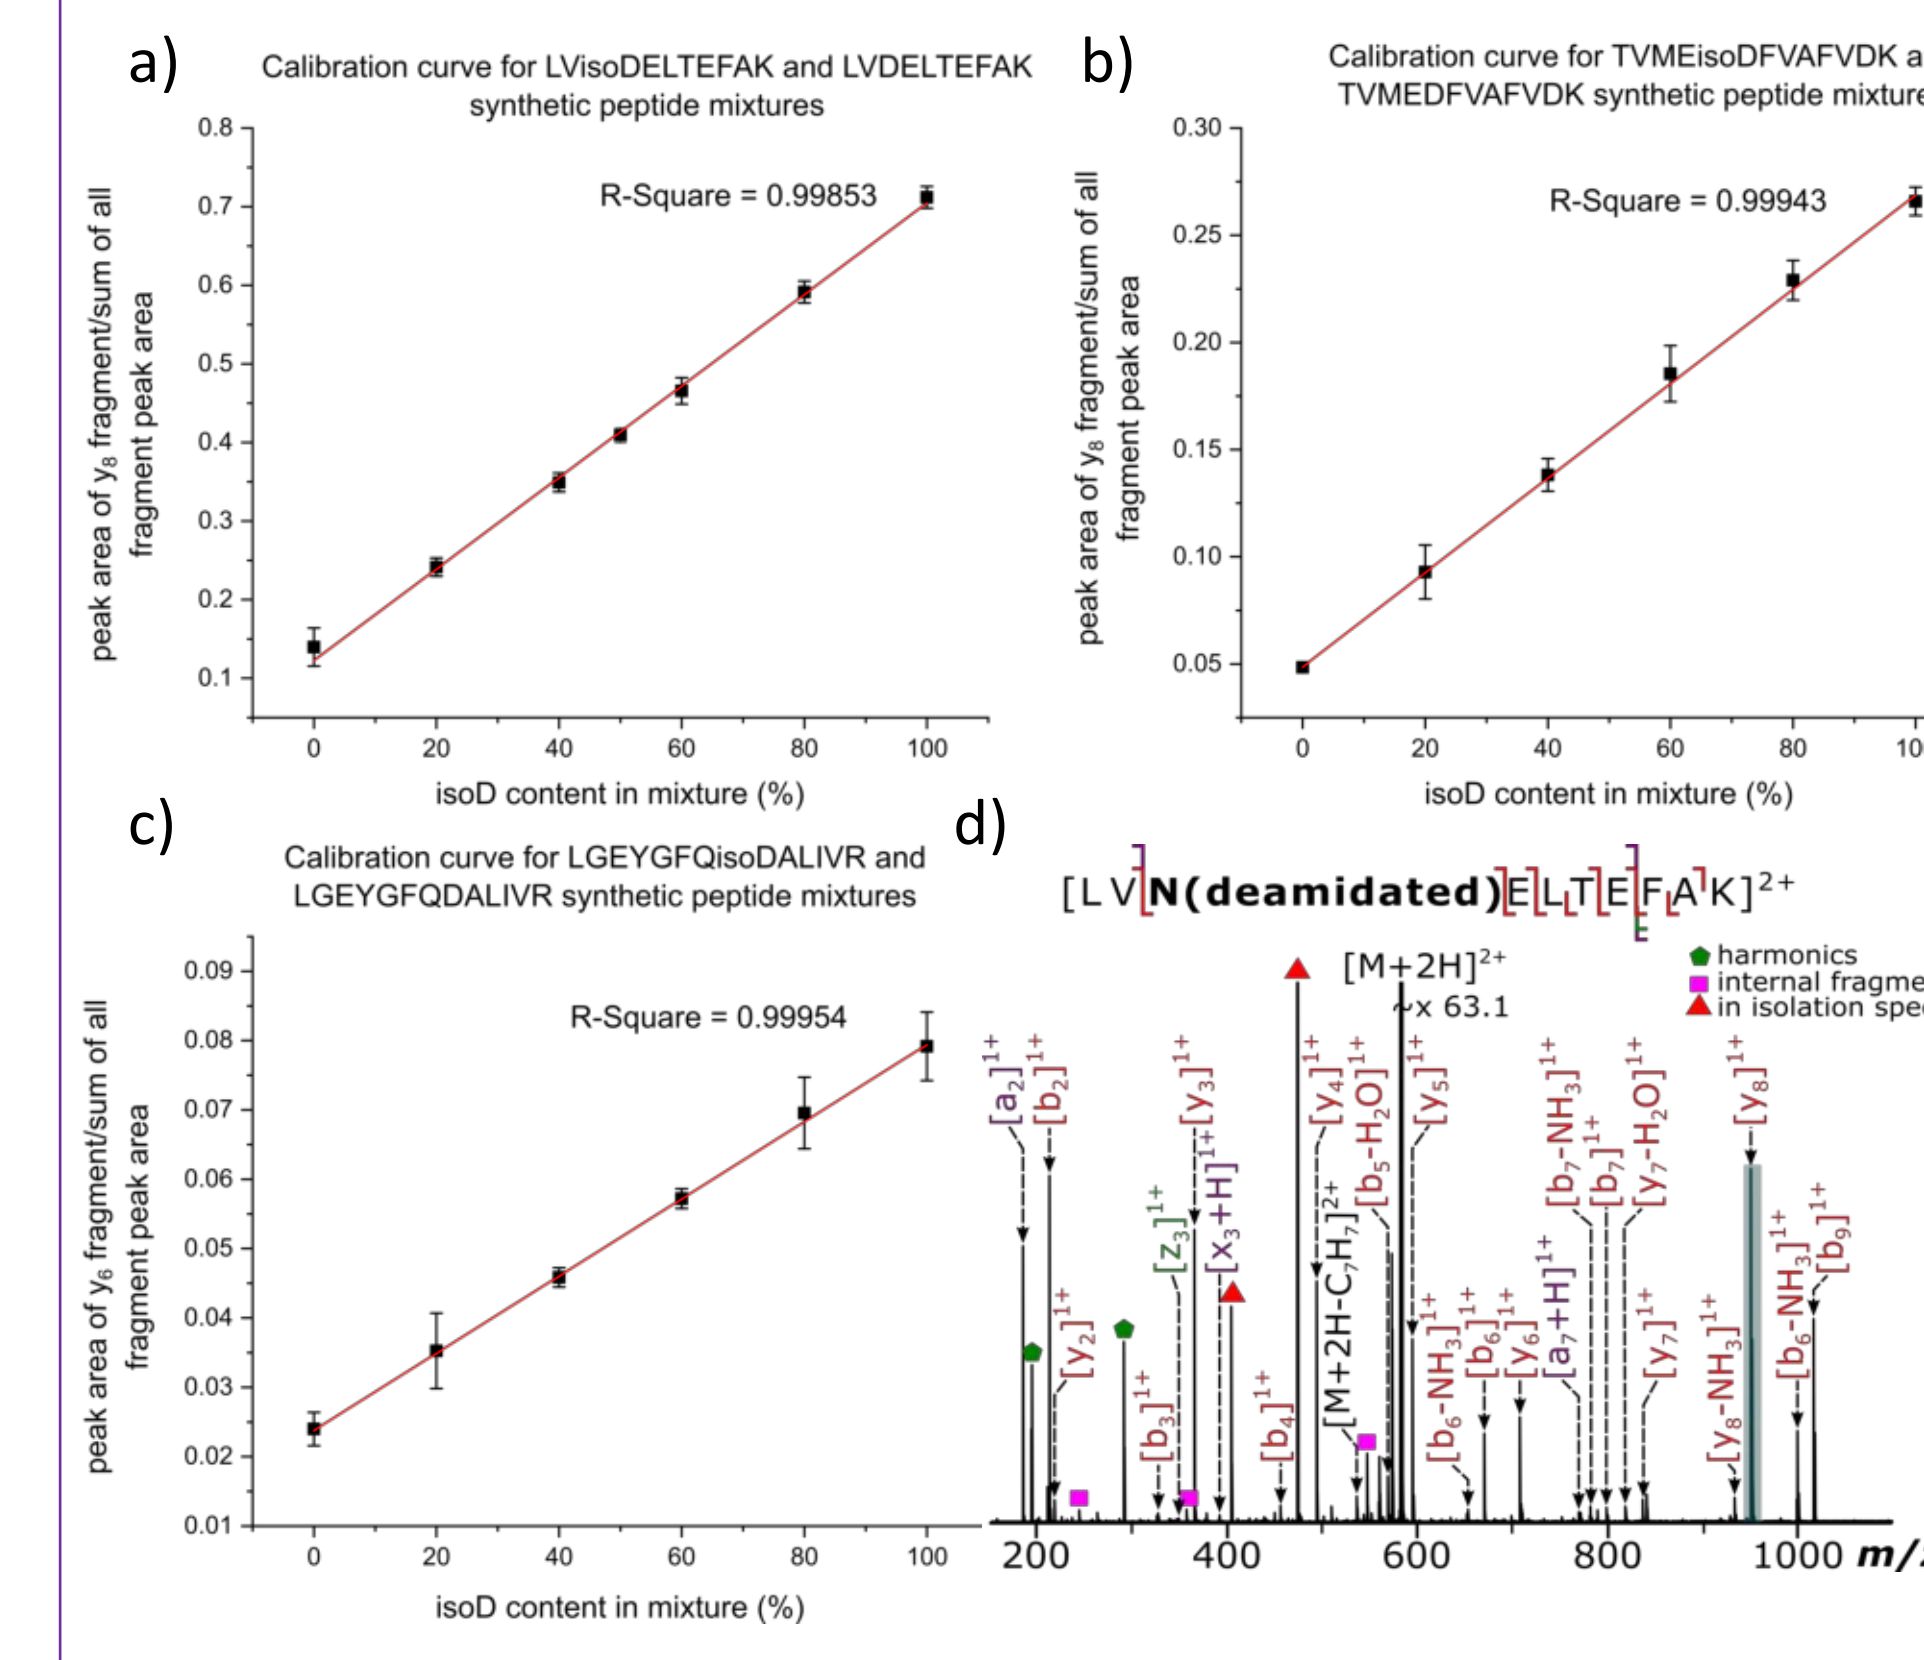 a)
Calibration curve for LVisoDELTEFAK and LVDELTEFAK
synthetic peptide mixtures
R-Square = 0.99853
peak area of y₈ fragment/sum of all
fragment peak area
0.8
0.7
0.6
0.5
0.4
0.3
0.2
0.1
0 20 40 60 80 100
isoD content in mixture (%)
b)
Calibration curve for TVMEisoDFVAFVDK a
TVMEDFVAFVDK synthetic peptide mixture
R-Square = 0.99943
peak area of y₈ fragment/sum of all
fragment peak area
0.30
0.25
0.20
0.15
0.10
0.05
0 20 40 60 80 10
isoD content in mixture (%)
c)
Calibration curve for LGEYGFQisoDALIVR and
LGEYGFQDALIVR synthetic peptide mixtures
R-Square = 0.99954
peak area of y₆ fragment/sum of all
fragment peak area
0.09
0.08
0.07
0.06
0.05
0.04
0.03
0.02
0.01
0 20 40 60 80 100
isoD content in mixture (%)
d)
[LVN(deamidated)ELTEFAK]²⁺
harmonics
internal fragme
in isolation spe
[M+2H]²⁺
~x 63.1
[a₂]¹⁺
[b₂]¹⁺
[y₂]¹⁺
[b₃]¹⁺
[z₃]¹⁺
[y₃]¹⁺
[x₃+H]¹⁺
[b₄]¹⁺
[y₄]¹⁺
[M+2H-C₇H₇]²⁺
[b₅-H₂O]¹⁺
[y₅]¹⁺
[b₆-NH₃]¹⁺
[b₆]¹⁺
[y₆]¹⁺
[a₇+H]¹⁺
[b₇-NH₃]¹⁺
[b₇]¹⁺
[y₇-H₂O]¹⁺
[y₇]¹⁺
[y₈-NH₃]¹⁺
[y₈]¹⁺
[b₆-NH₃]¹⁺
[b₉]¹⁺
200 400 600 800 1000 m/